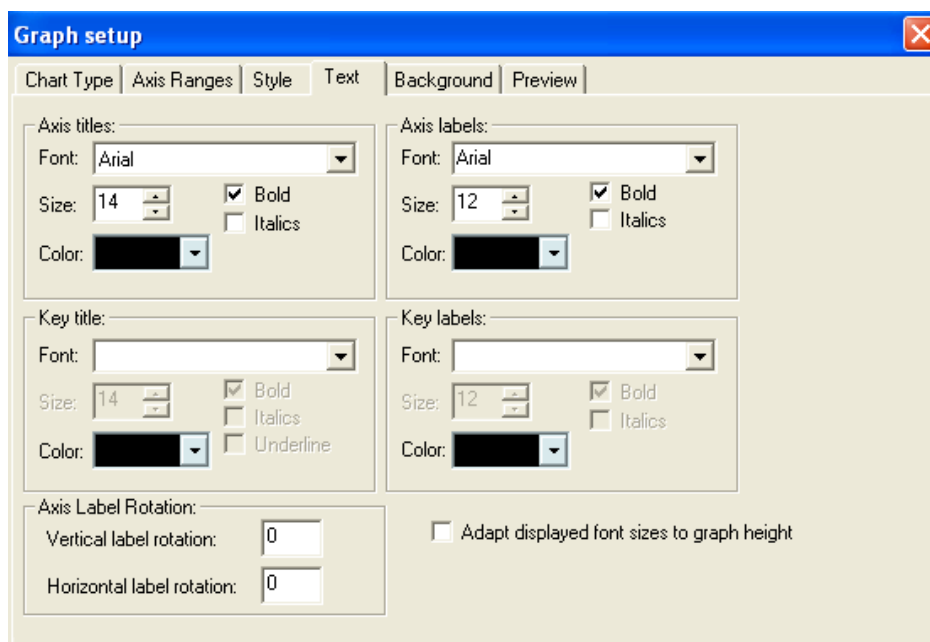 Graph setup
Chart Type Axis Ranges Style Text Background Preview
Axis titles:
Font: Arial
Size: 14 Bold
Italics
Color:
Axis labels:
Font: Arial
Size: 12 Bold
Italics
Color:
Key title:
Font:
Size: 14 Bold
Italics
Underline
Color:
Key labels:
Font:
Size: 12 Bold
Italics
Color:
Axis Label Rotation:
Vertical label rotation: 0
Horizontal label rotation: 0
Adapt displayed font sizes to graph height